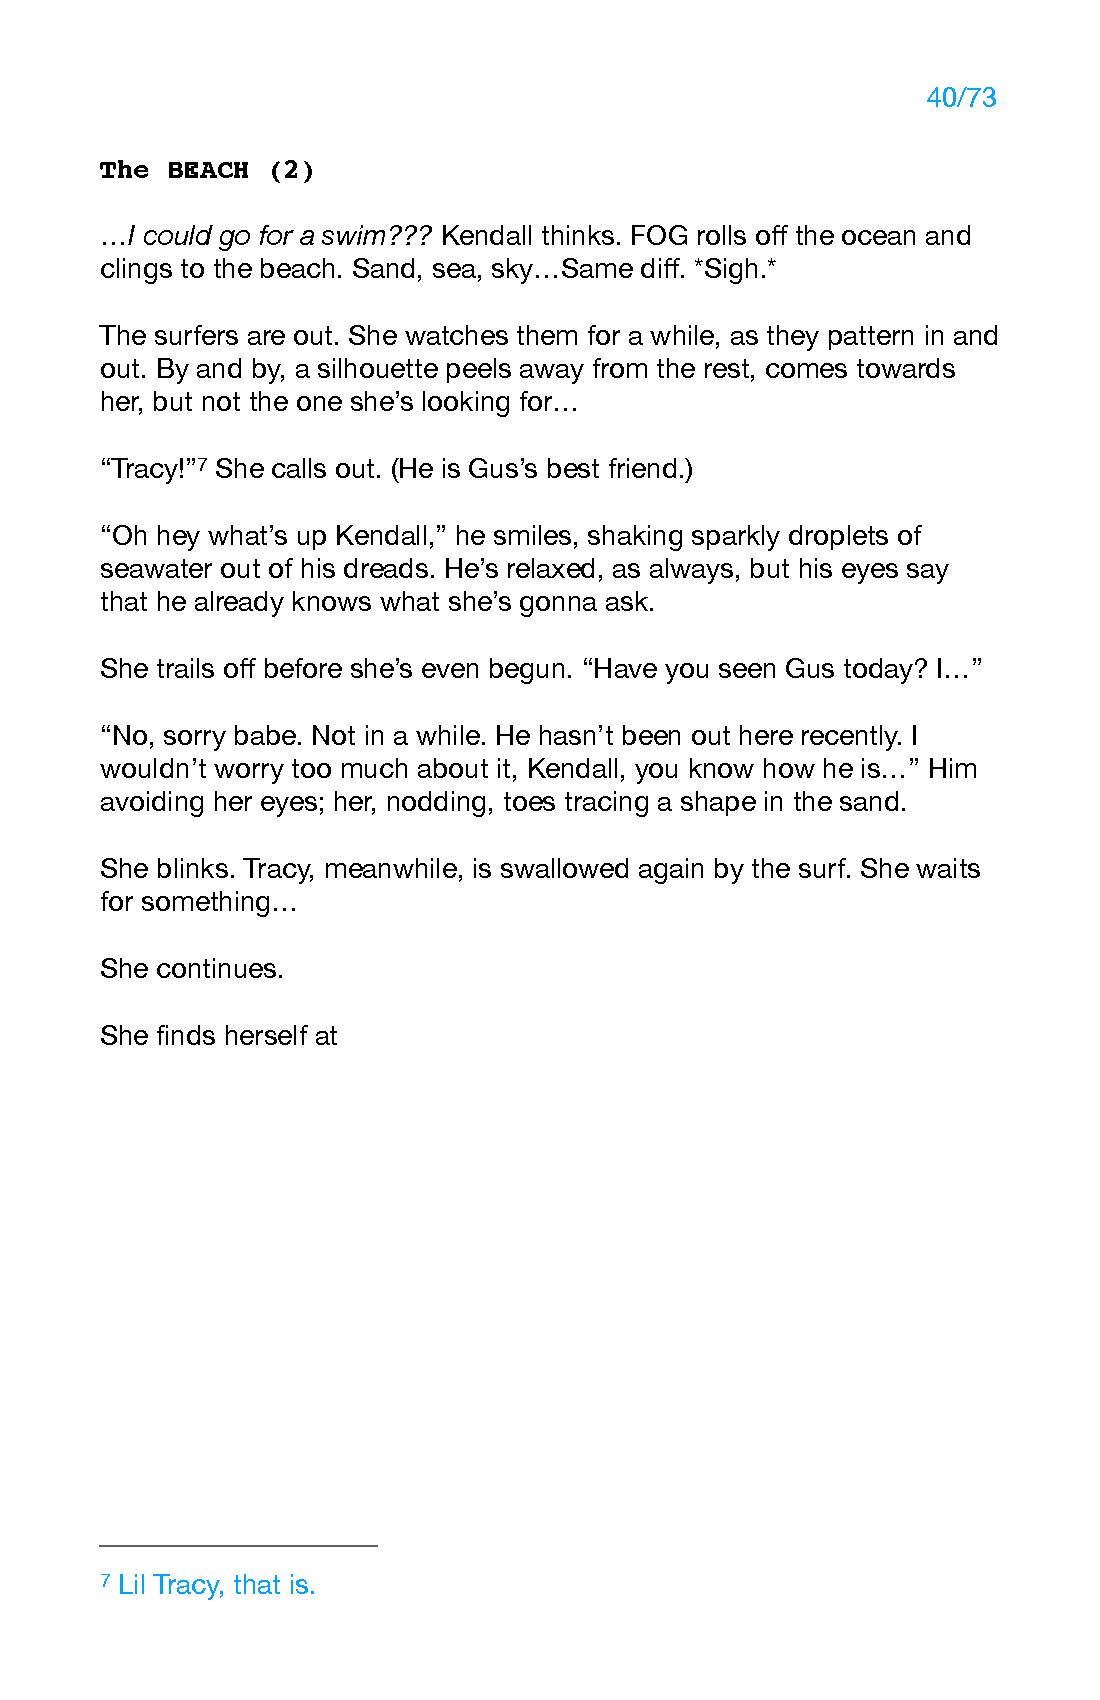 40/73
The BEACH (2)
…I could go for a swim??? Kendall thinks. FOG rolls off the ocean and
clings to the beach. Sand, sea, sky…Same diff. *Sigh.*
The surfers are out. She watches them for a while, as they pattern in and
out. By and by, a silhouette peels away from the rest, comes towards
her, but not the one she’s looking for…
“Tracy!”⁷ She calls out. (He is Gus’s best friend.)
“Oh hey what’s up Kendall,” he smiles, shaking sparkly droplets of
seawater out of his dreads. He’s relaxed, as always, but his eyes say
that he already knows what she’s gonna ask.
She trails off before she’s even begun. “Have you seen Gus today? I…”
“No, sorry babe. Not in a while. He hasn’t been out here recently. I
wouldn’t worry too much about it, Kendall, you know how he is…” Him
avoiding her eyes; her, nodding, toes tracing a shape in the sand.
She blinks. Tracy, meanwhile, is swallowed again by the surf. She waits
for something…
She continues.
She finds herself at
⁷ Lil Tracy, that is.